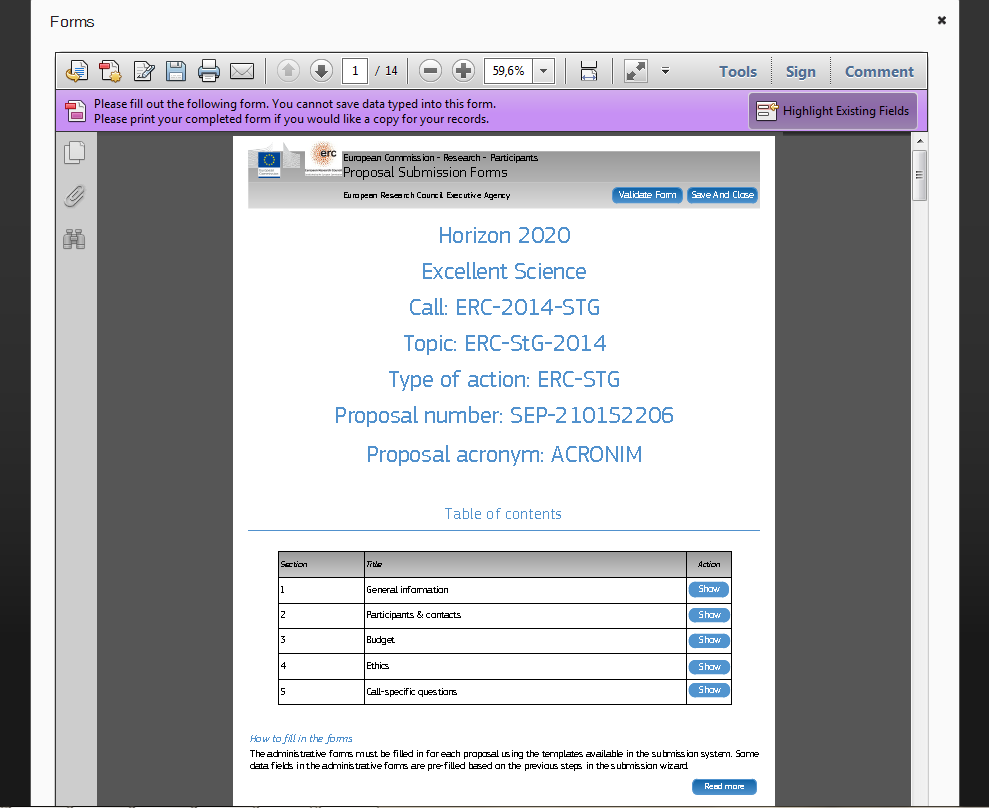 Forms
1 / 14
59,6%
Tools
Sign
Comment
Please fill out the following form. You cannot save data typed into this form.
Please print your completed form if you would like a copy for your records.
Highlight Existing Fields
erc
European Commission - Research - Participants
Proposal Submission Forms
European Research Council Executive Agency
Validate Form
Save And Close
Horizon 2020
Excellent Science
Call: ERC-2014-STG
Topic: ERC-StG-2014
Type of action: ERC-STG
Proposal number: SEP-210152206
Proposal acronym: ACRONIM
Table of contents
Section Title Action
1 General information Show
2 Participants & contacts Show
3 Budget Show
4 Ethics Show
5 Call-specific questions Show
How to fill in the forms
The administrative forms must be filled in for each proposal using the templates available in the submission system. Some
data fields in the administrative forms are pre-filled based on the previous steps in the submission wizard.
Read more